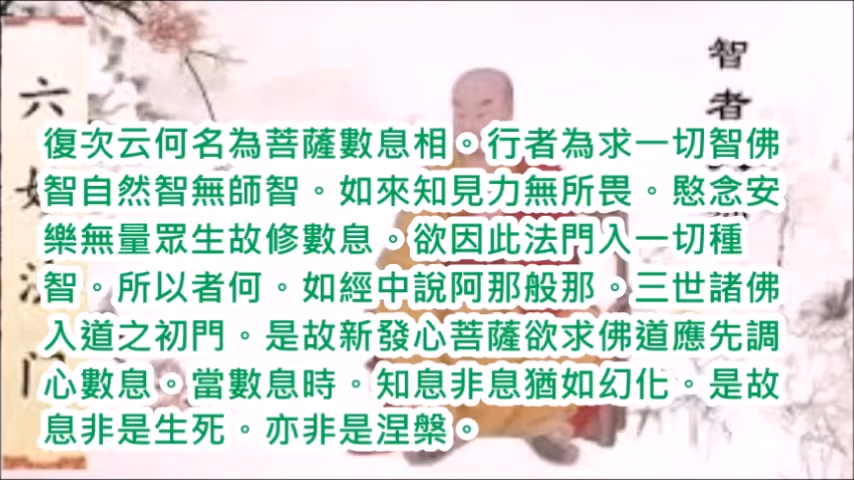 復次云何名為菩薩數息相。行者為求一切智佛
智自然智無師智。如來知見力無所畏。愍念安
樂無量眾生故修數息。欲因此法門入一切種
智。所以者何。如經中說阿那般那。三世諸佛
入道之初門。是故新發心菩薩欲求佛道應先調
心數息。當數息時。知息非息猶如幻化。是故
息非是生死。亦非是涅槃。
智者
六
門